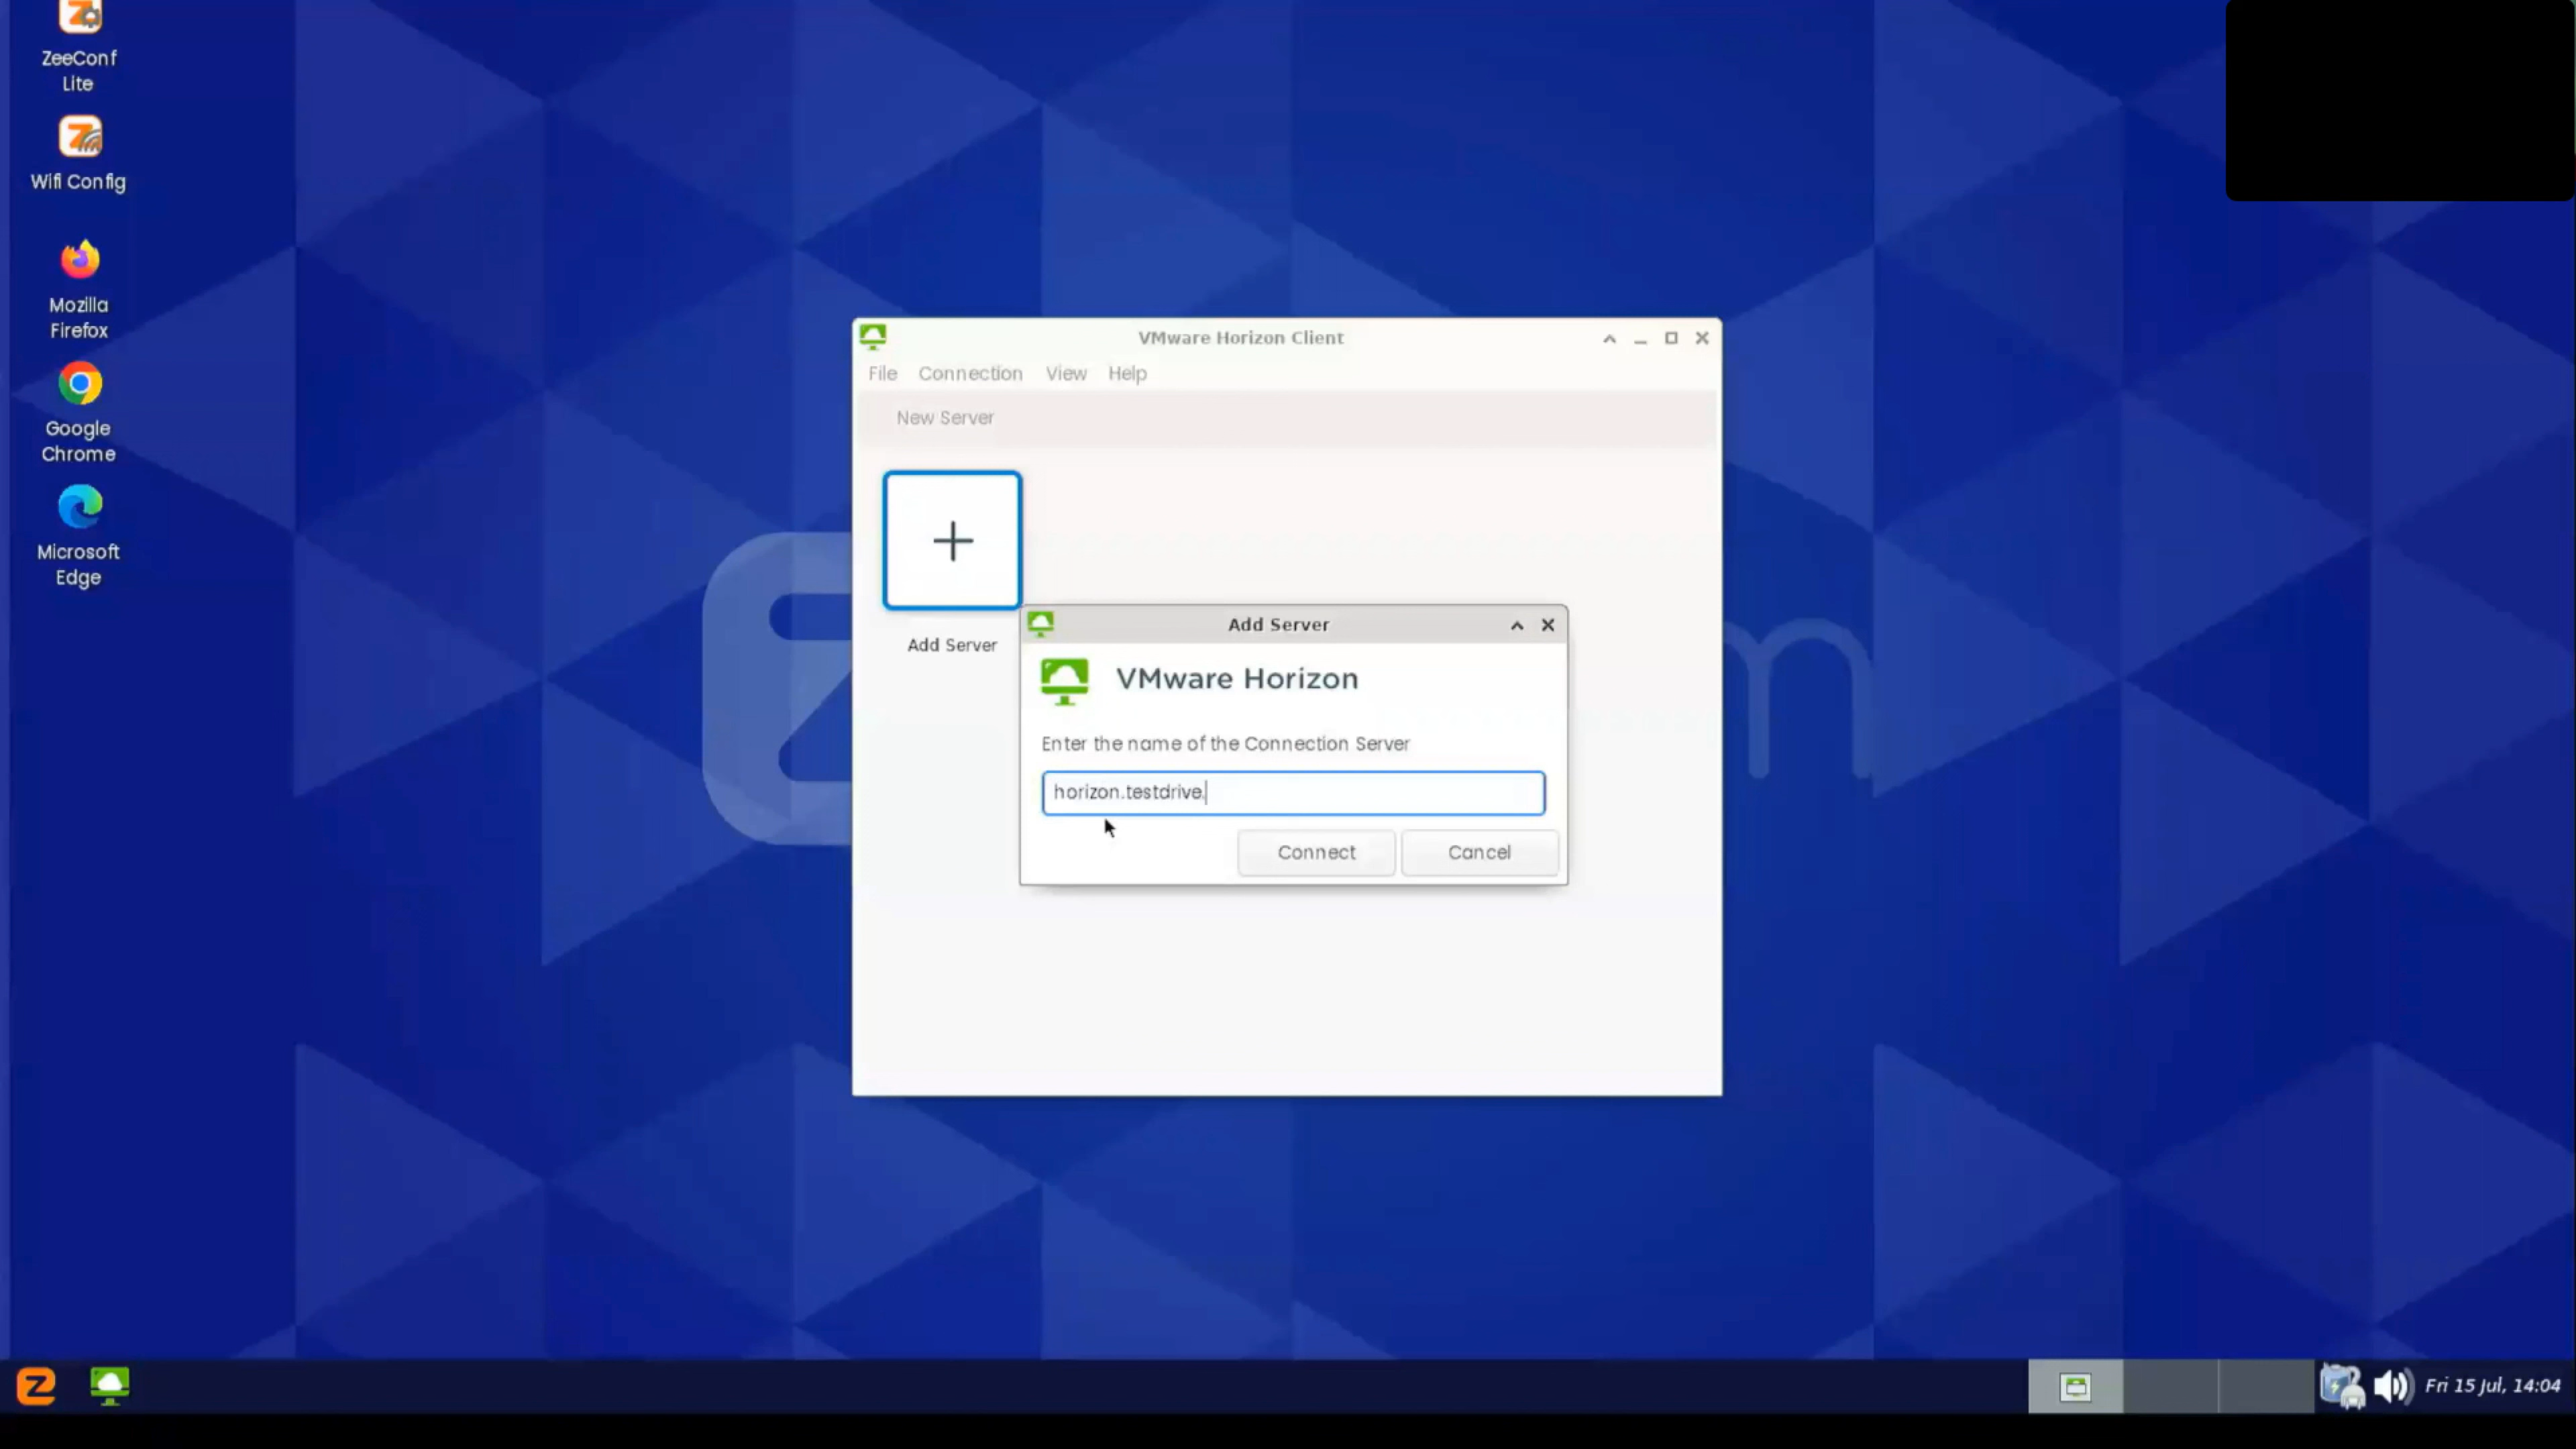 ZeeConf
Lite
Wifi Config
Mozilla
Firefox
Google
Chrome
Microsoft
Edge
VMware Horizon Client
File Connection View Help
New Server
Add Server
Add Server
VMware Horizon
Enter the name of the Connection Server
horizon.testdrive.
Connect Cancel
Fri 15 Jul, 14:04